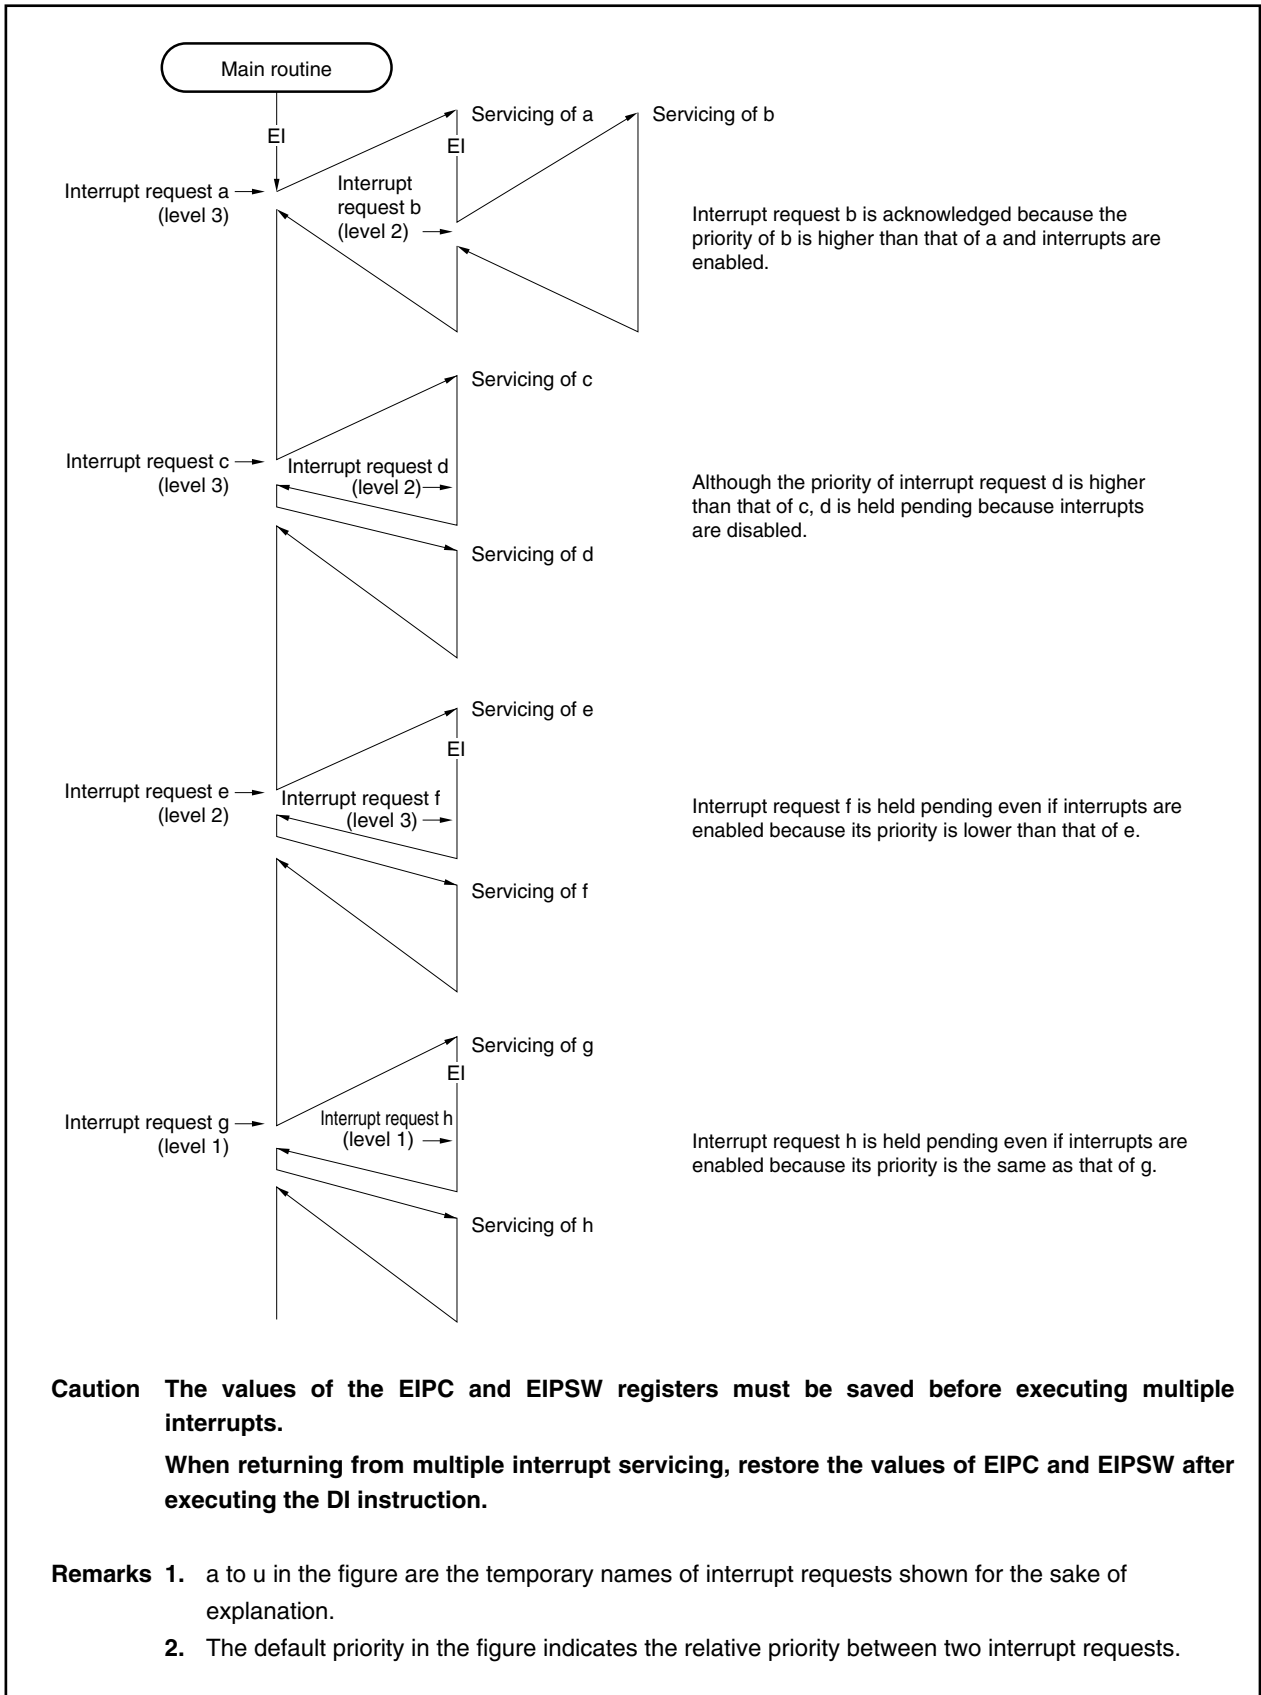 Main routine
EI
Servicing of a
EI
Servicing of b
Interrupt request a
(level 3)
Interrupt
request b
(level 2)
Interrupt request b is acknowledged because the
priority of b is higher than that of a and interrupts are
enabled.
Servicing of c
Interrupt request c
(level 3)
Interrupt request d
(level 2)
Although the priority of interrupt request d is higher
than that of c, d is held pending because interrupts
are disabled.
Servicing of d
Servicing of e
EI
Interrupt request e
(level 2)
Interrupt request f
(level 3)
Interrupt request f is held pending even if interrupts are
enabled because its priority is lower than that of e.
Servicing of f
Servicing of g
EI
Interrupt request g
(level 1)
Interrupt request h
(level 1)
Interrupt request h is held pending even if interrupts are
enabled because its priority is the same as that of g.
Servicing of h
Caution The values of the EIPC and EIPSW registers must be saved before executing multiple
interrupts.
When returning from multiple interrupt servicing, restore the values of EIPC and EIPSW after
executing the DI instruction.
Remarks 1. a to u in the figure are the temporary names of interrupt requests shown for the sake of
explanation.
2. The default priority in the figure indicates the relative priority between two interrupt requests.